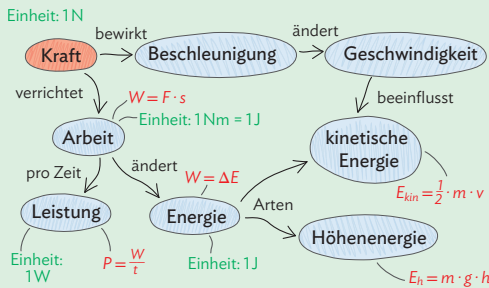 Einheit: 1N
Kraft
bewirkt
Beschleunigung
ändert
Geschwindigkeit
verrichtet
W = F · s
beeinflusst
Arbeit
Einheit: 1Nm = 1J
kinetische
Energie
pro Zeit
ändert
W = ΔE
E_kin = 1/2 · m · v
Leistung
Energie
Arten
Höhenenergie
Einheit:
1W
P = W/t
Einheit: 1J
E_h = m · g · h